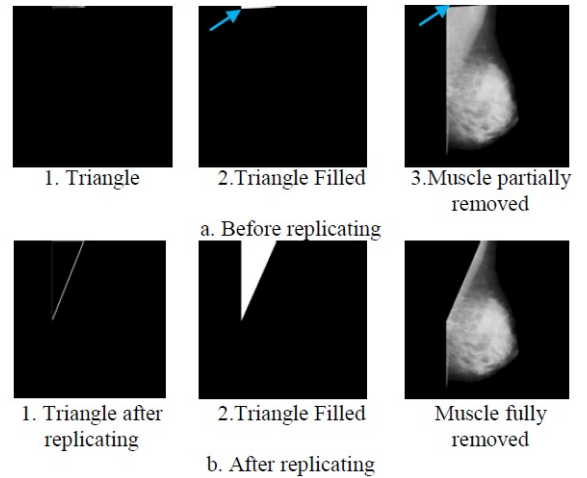 1. Triangle
2.Triangle Filled
3.Muscle partially
removed
a. Before replicating
1. Triangle after
replicating
2.Triangle Filled
Muscle fully
removed
b. After replicating